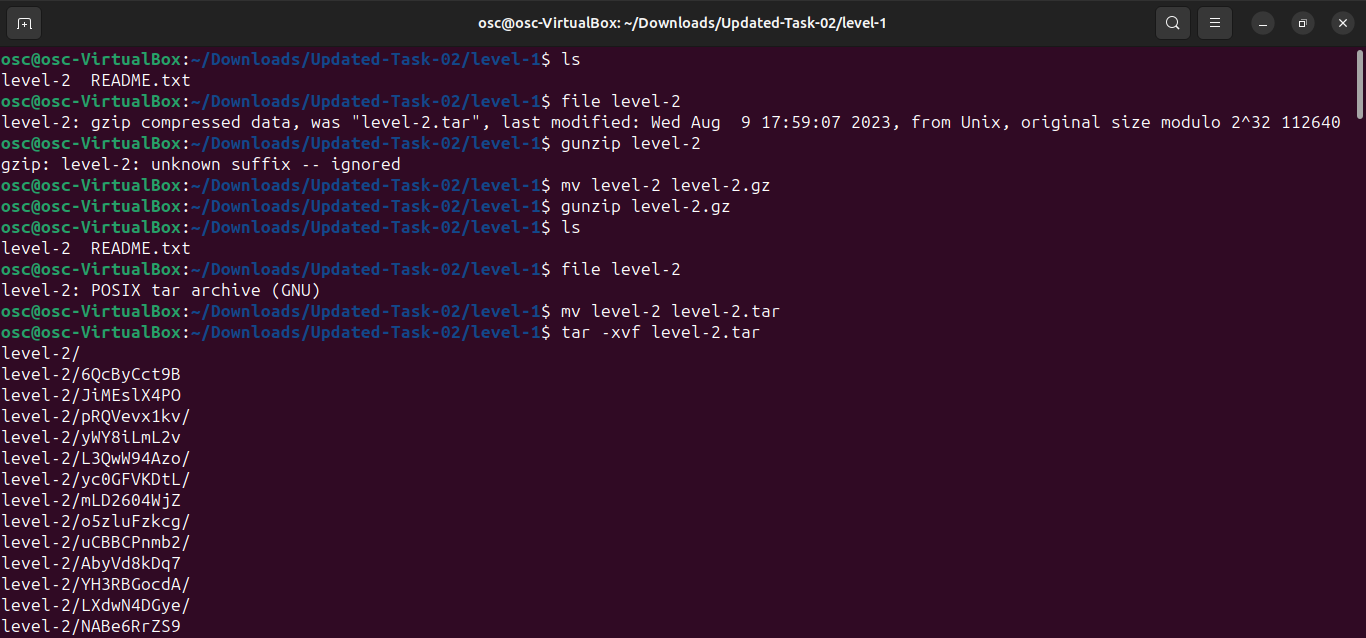 osc@osc-VirtualBox: ~/Downloads/Updated-Task-02/level-1
osc@osc-VirtualBox:~/Downloads/Updated-Task-02/level-1$ ls
level-2  README.txt
osc@osc-VirtualBox:~/Downloads/Updated-Task-02/level-1$ file level-2
level-2: gzip compressed data, was "level-2.tar", last modified: Wed Aug  9 17:59:07 2023, from Unix, original size modulo 2^32 112640
osc@osc-VirtualBox:~/Downloads/Updated-Task-02/level-1$ gunzip level-2
gzip: level-2: unknown suffix -- ignored
osc@osc-VirtualBox:~/Downloads/Updated-Task-02/level-1$ mv level-2 level-2.gz
osc@osc-VirtualBox:~/Downloads/Updated-Task-02/level-1$ gunzip level-2.gz
osc@osc-VirtualBox:~/Downloads/Updated-Task-02/level-1$ ls
level-2  README.txt
osc@osc-VirtualBox:~/Downloads/Updated-Task-02/level-1$ file level-2
level-2: POSIX tar archive (GNU)
osc@osc-VirtualBox:~/Downloads/Updated-Task-02/level-1$ mv level-2 level-2.tar
osc@osc-VirtualBox:~/Downloads/Updated-Task-02/level-1$ tar -xvf level-2.tar
level-2/
level-2/6QcByCct9B
level-2/JiMEslX4PO
level-2/pRQVevx1kv/
level-2/yWY8iLmL2v
level-2/L3QwW94Azo/
level-2/yc0GFVKDtL/
level-2/mLD2604WjZ
level-2/o5zluFzkcg/
level-2/uCBBCPnmb2/
level-2/AbyVd8kDq7
level-2/YH3RBGocdA/
level-2/LXdwN4DGye/
level-2/NABe6RrZS9